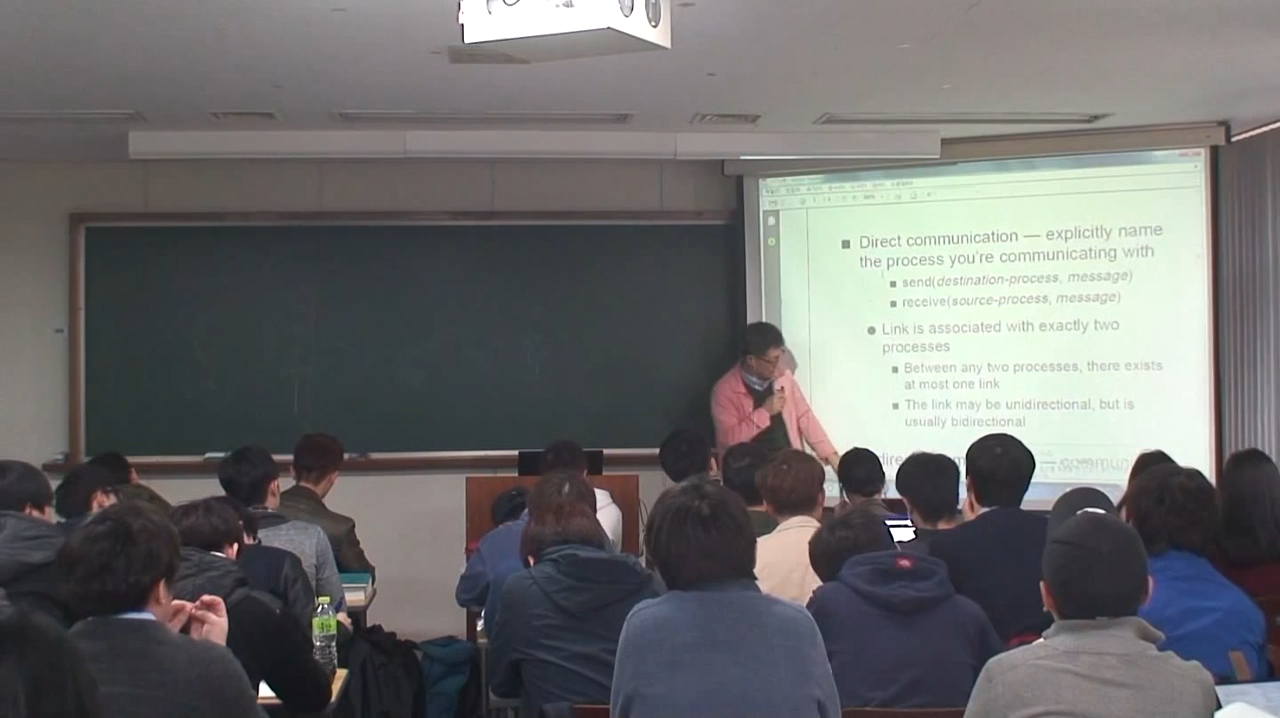 Direct communication — explicitly name
the process you're communicating with
send(destination-process, message)
receive(source-process, message)
Link is associated with exactly two
processes
Between any two processes, there exists
at most one link
The link may be unidirectional, but is
usually bidirectional